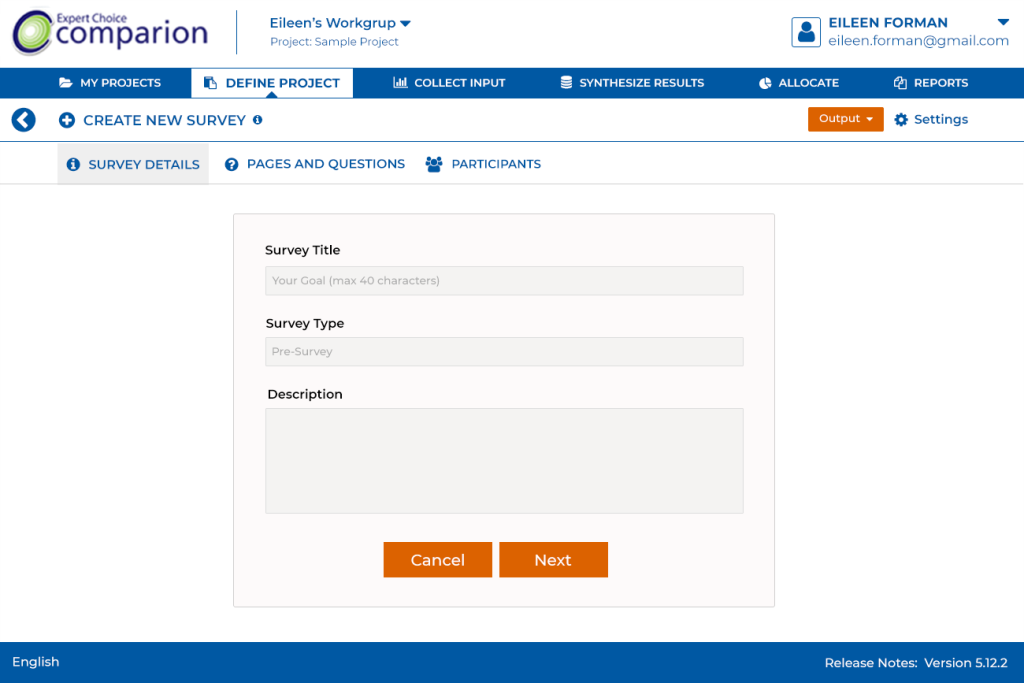 Expert Choice
comparion
Eileen's Workgrup
Project: Sample Project
EILEEN FORMAN
eileen.forman@gmail.com
MY PROJECTS DEFINE PROJECT COLLECT INPUT SYNTHESIZE RESULTS ALLOCATE REPORTS
CREATE NEW SURVEY Output Settings
SURVEY DETAILS PAGES AND QUESTIONS PARTICIPANTS
Survey Title
Your Goal (max 40 characters)
Survey Type
Pre-Survey
Description
Cancel Next
English Release Notes: Version 5.12.2